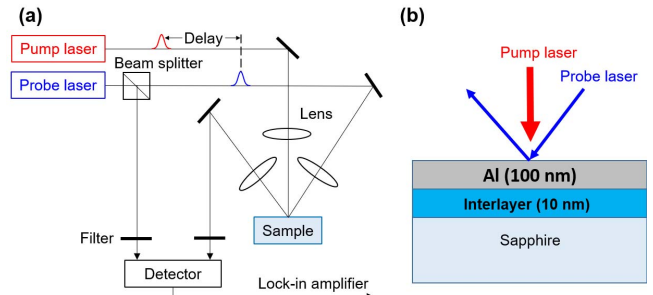 (a)
Pump laser
Delay
Beam splitter
Probe laser
Lens
Sample
Filter
Detector
Lock-in amplifier
(b)
Pump laser
Probe laser
Al (100 nm)
Interlayer (10 nm)
Sapphire